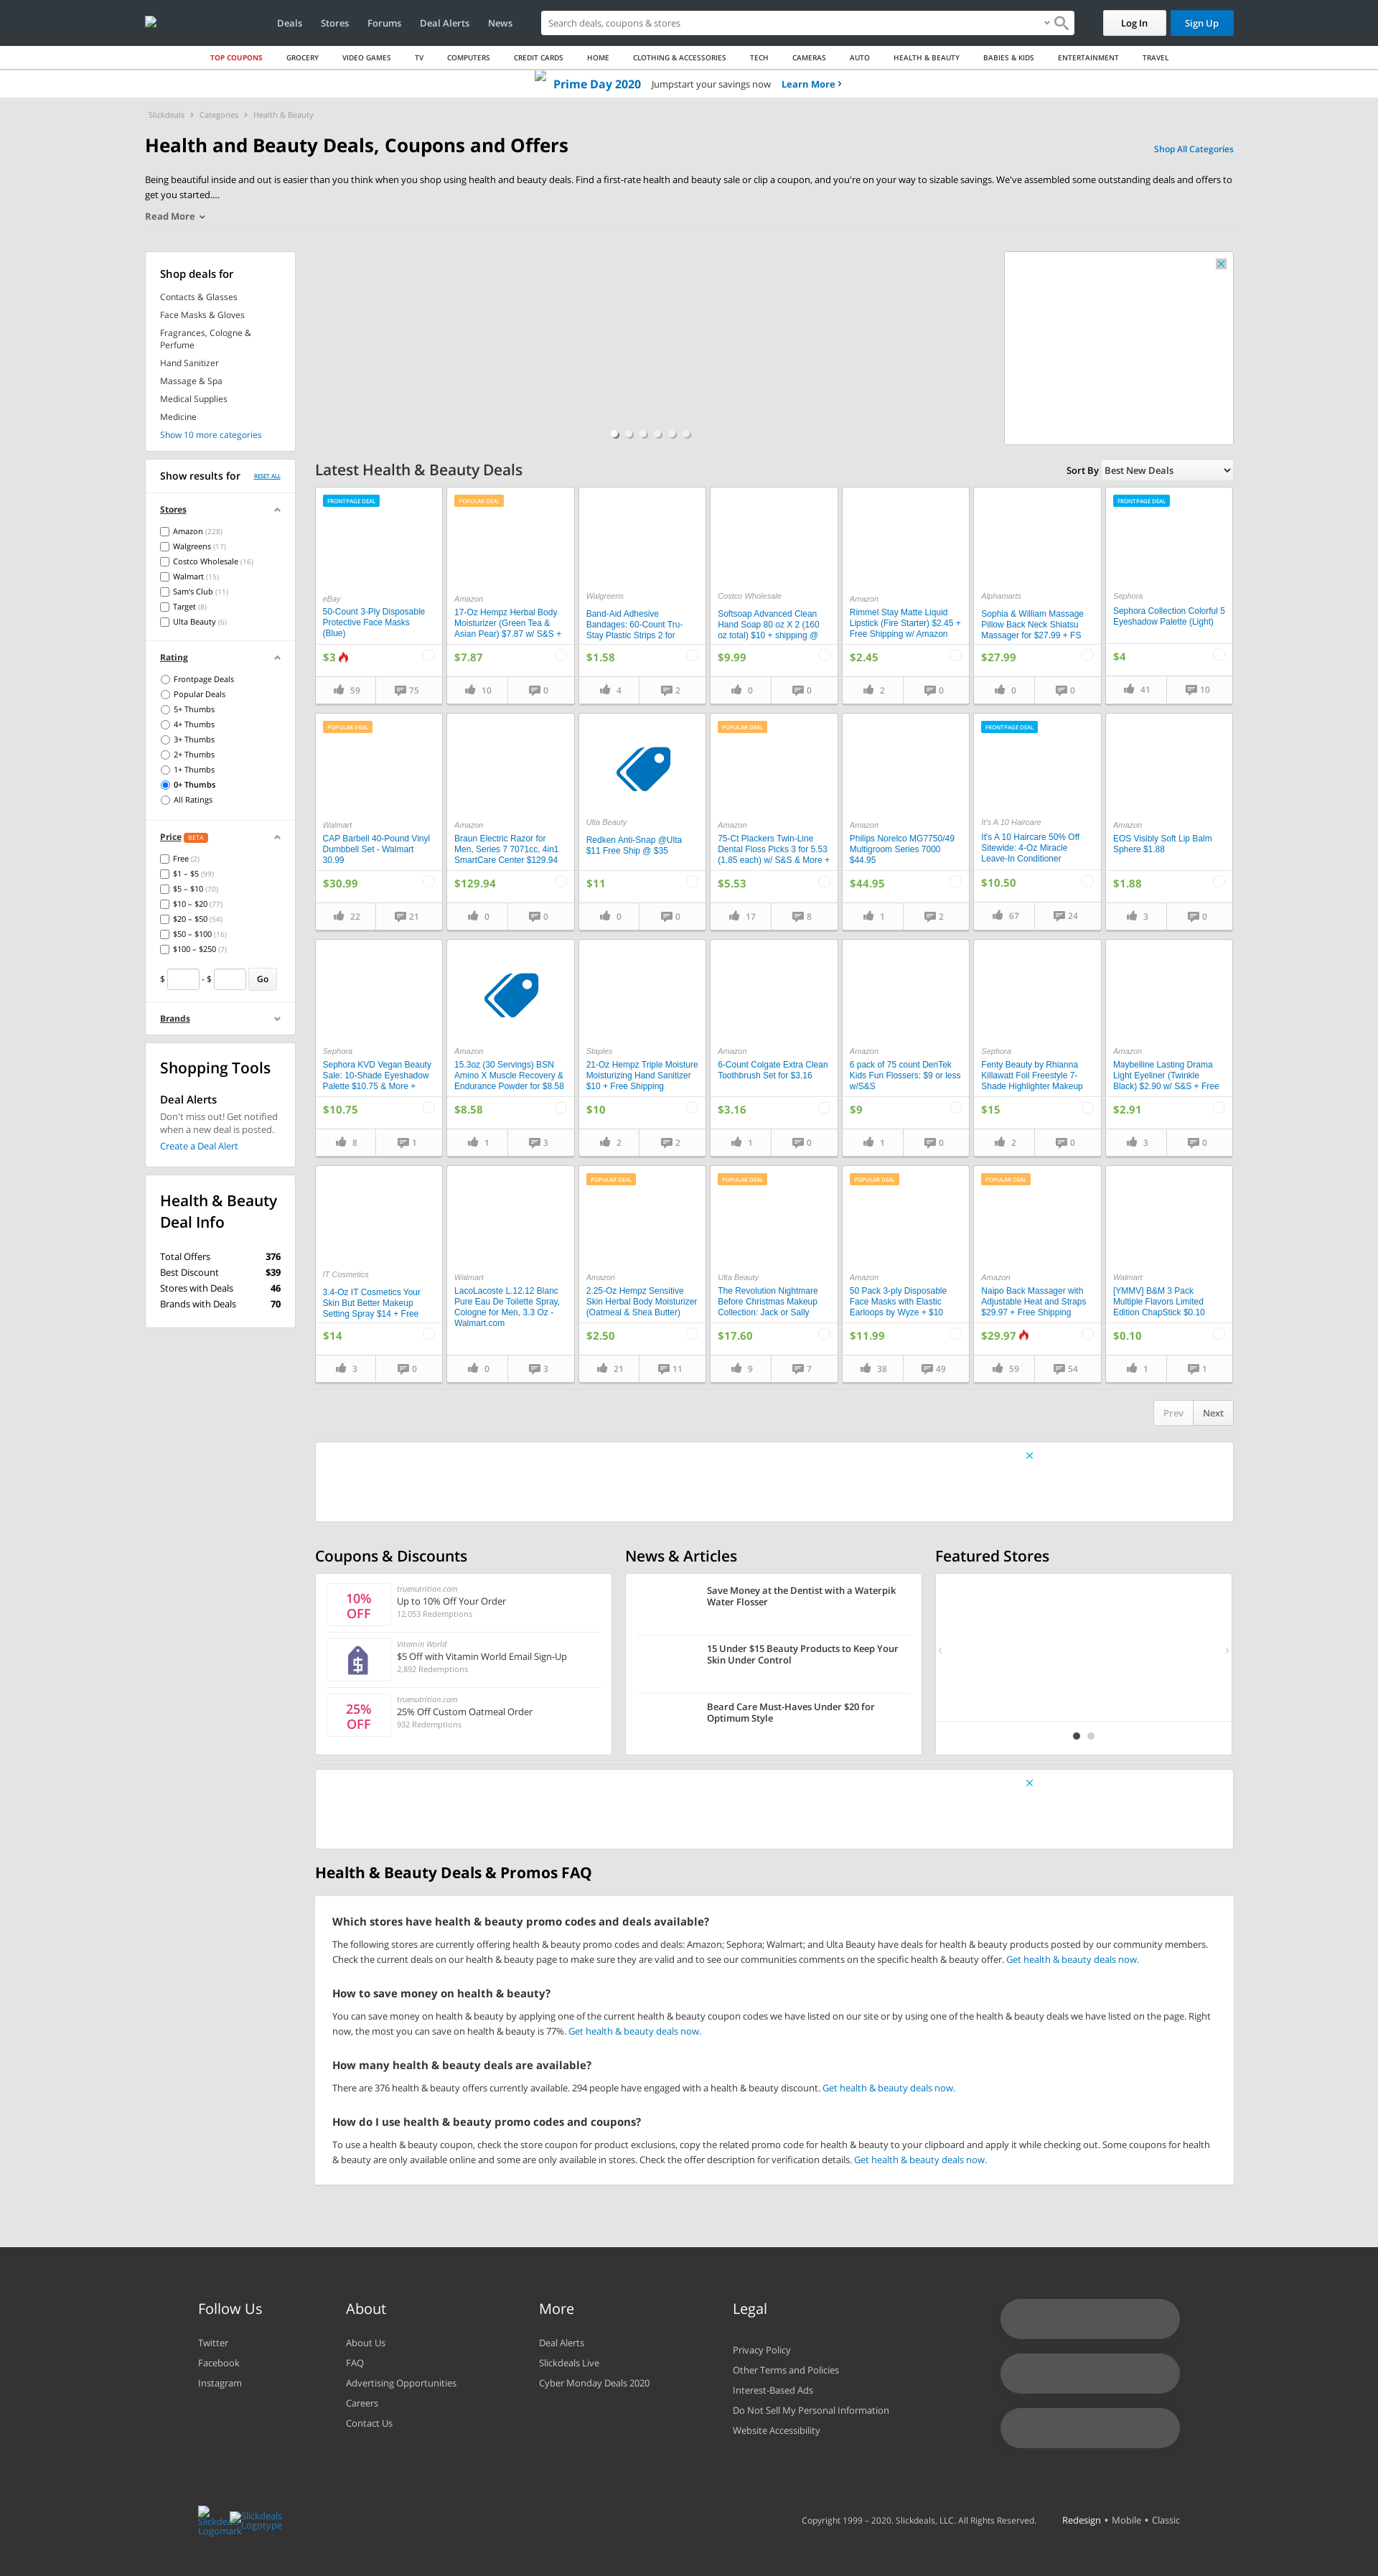 Deals
Stores
Forums
Deal Alerts
News
Search deals, coupons & stores
Log In
Sign Up
TOP COUPONS
GROCERY
VIDEO GAMES
TV
COMPUTERS
CREDIT CARDS
HOME
CLOTHING & ACCESSORIES
TECH
CAMERAS
AUTO
HEALTH & BEAUTY
BABIES & KIDS
ENTERTAINMENT
TRAVEL
Prime Day 2020 Jumpstart your savings now Learn More
Slickdeals
Categories
Health & Beauty
Health and Beauty Deals, Coupons and Offers
Shop All Categories
Being beautiful inside and out is easier than you think when you shop using health and beauty deals. Find a first-rate health and beauty sale or clip a coupon, and you're on your way to sizable savings. We've assembled some outstanding deals and offers to
get you started....
Read More
Shop deals for
Contacts & Glasses
Face Masks & Gloves
Fragrances, Cologne &
Perfume
Hand Sanitizer
Massage & Spa
Medical Supplies
Medicine
Show 10 more categories
Show results for
RESET ALL
Stores
Amazon (228)
Walgreens (17)
Costco Wholesale (16)
Walmart (15)
Sam's Club (11)
Target (8)
Ulta Beauty (6)
Rating
Frontpage Deals
Popular Deals
5+ Thumbs
4+ Thumbs
3+ Thumbs
2+ Thumbs
1+ Thumbs
0+ Thumbs
All Ratings
Price BETA
Free (2)
$1 – $5 (99)
$5 – $10 (70)
$10 – $20 (77)
$20 – $50 (54)
$50 – $100 (16)
$100 – $250 (7)
$ - $ Go
Brands
Shopping Tools
Deal Alerts
Don't miss out! Get notified
when a new deal is posted.
Create a Deal Alert
Health & Beauty
Deal Info
Total Offers 376
Best Discount $39
Stores with Deals 46
Brands with Deals 70
Latest Health & Beauty Deals
Sort By Best New Deals
FRONTPAGE DEAL
eBay
50-Count 3-Ply Disposable
Protective Face Masks
(Blue)
$3
59
75
POPULAR DEAL
Amazon
17-Oz Hempz Herbal Body
Moisturizer (Green Tea &
Asian Pear) $7.87 w/ S&S +
$7.87
10
0
Walgreens
Band-Aid Adhesive
Bandages: 60-Count Tru-
Stay Plastic Strips 2 for
$1.58
4
2
Costco Wholesale
Softsoap Advanced Clean
Hand Soap 80 oz X 2 (160
oz total) $10 + shipping @
$9.99
0
0
Amazon
Rimmel Stay Matte Liquid
Lipstick (Fire Starter) $2.45 +
Free Shipping w/ Amazon
$2.45
2
0
Alphamarts
Sophia & William Massage
Pillow Back Neck Shiatsu
Massager for $27.99 + FS
$27.99
0
0
FRONTPAGE DEAL
Sephora
Sephora Collection Colorful 5
Eyeshadow Palette (Light)
$4
41
10
POPULAR DEAL
Walmart
CAP Barbell 40-Pound Vinyl
Dumbbell Set - Walmart
30.99
$30.99
22
21
Amazon
Braun Electric Razor for
Men, Series 7 7071cc, 4in1
SmartCare Center $129.94
$129.94
0
0
Ulta Beauty
Redken Anti-Snap @Ulta
$11 Free Ship @ $35
$11
0
0
POPULAR DEAL
Amazon
75-Ct Plackers Twin-Line
Dental Floss Picks 3 for 5.53
(1.85 each) w/ S&S & More +
$5.53
17
8
Amazon
Philips Norelco MG7750/49
Multigroom Series 7000
$44.95
$44.95
1
2
FRONTPAGE DEAL
It's A 10 Haircare
It's A 10 Haircare 50% Off
Sitewide: 4-Oz Miracle
Leave-In Conditioner
$10.50
67
24
Amazon
EOS Visibly Soft Lip Balm
Sphere $1.88
$1.88
3
0
Sephora
Sephora KVD Vegan Beauty
Sale: 10-Shade Eyeshadow
Palette $10.75 & More +
$10.75
8
1
Amazon
15.3oz (30 Servings) BSN
Amino X Muscle Recovery &
Endurance Powder for $8.58
$8.58
1
3
Staples
21-Oz Hempz Triple Moisture
Moisturizing Hand Sanitizer
$10 + Free Shipping
$10
2
2
Amazon
6-Count Colgate Extra Clean
Toothbrush Set for $3.16
$3.16
1
0
Amazon
6 pack of 75 count DenTek
Kids Fun Flossers: $9 or less
w/S&S
$9
1
0
Sephora
Fenty Beauty by Rhianna
Killawatt Foil Freestyle 7-
Shade Highlighter Makeup
$15
2
0
Amazon
Maybelline Lasting Drama
Light Eyeliner (Twinkle
Black) $2.90 w/ S&S + Free
$2.91
3
0
IT Cosmetics
3.4-Oz IT Cosmetics Your
Skin But Better Makeup
Setting Spray $14 + Free
$14
3
0
Walmart
LacoLacoste L.12.12 Blanc
Pure Eau De Toilette Spray,
Cologne for Men, 3.3 Oz -
Walmart.com
0
3
POPULAR DEAL
Amazon
2.25-Oz Hempz Sensitive
Skin Herbal Body Moisturizer
(Oatmeal & Shea Butter)
$2.50
21
11
POPULAR DEAL
Ulta Beauty
The Revolution Nightmare
Before Christmas Makeup
Collection: Jack or Sally
$17.60
9
7
POPULAR DEAL
Amazon
50 Pack 3-ply Disposable
Face Masks with Elastic
Earloops by Wyze + $10
$11.99
38
49
POPULAR DEAL
Amazon
Naipo Back Massager with
Adjustable Heat and Straps
$29.97 + Free Shipping
$29.97
59
54
Walmart
[YMMV] B&M 3 Pack
Multiple Flavors Limited
Edition ChapStick $0.10
$0.10
1
1
Prev
Next
Coupons & Discounts
10%
OFF
truenutrition.com
Up to 10% Off Your Order
12,053 Redemptions
Vitamin World
$5 Off with Vitamin World Email Sign-Up
2,892 Redemptions
25%
OFF
truenutrition.com
25% Off Custom Oatmeal Order
932 Redemptions
News & Articles
Save Money at the Dentist with a Waterpik
Water Flosser
15 Under $15 Beauty Products to Keep Your
Skin Under Control
Beard Care Must-Haves Under $20 for
Optimum Style
Featured Stores
Health & Beauty Deals & Promos FAQ
Which stores have health & beauty promo codes and deals available?
The following stores are currently offering health & beauty promo codes and deals: Amazon; Sephora; Walmart; and Ulta Beauty have deals for health & beauty products posted by our community members.
Check the current deals on our health & beauty page to make sure they are valid and to see our communities comments on the specific health & beauty offer. Get health & beauty deals now.
How to save money on health & beauty?
You can save money on health & beauty by applying one of the current health & beauty coupon codes we have listed on our site or by using one of the health & beauty deals we have listed on the page. Right
now, the most you can save on health & beauty is 77%. Get health & beauty deals now.
How many health & beauty deals are available?
There are 376 health & beauty offers currently available. 294 people have engaged with a health & beauty discount. Get health & beauty deals now.
How do I use health & beauty promo codes and coupons?
To use a health & beauty coupon, check the store coupon for product exclusions, copy the related promo code for health & beauty to your clipboard and apply it while checking out. Some coupons for health
& beauty are only available online and some are only available in stores. Check the offer description for verification details. Get health & beauty deals now.
Follow Us
Twitter
Facebook
Instagram
About
About Us
FAQ
Advertising Opportunities
Careers
Contact Us
More
Deal Alerts
Slickdeals Live
Cyber Monday Deals 2020
Legal
Privacy Policy
Other Terms and Policies
Interest-Based Ads
Do Not Sell My Personal Information
Website Accessibility
Slickdeals
Logomark
Slickdeals
Logotype
Copyright 1999 – 2020. Slickdeals, LLC. All Rights Reserved.
Redesign • Mobile • Classic